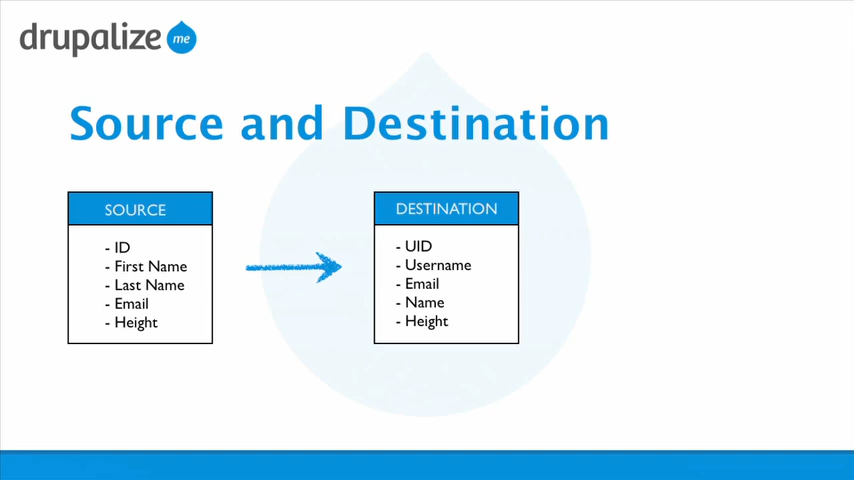 drupalize me
Source and Destination
SOURCE
- ID
- First Name
- Last Name
- Email
- Height
DESTINATION
- UID
- Username
- Email
- Name
- Height